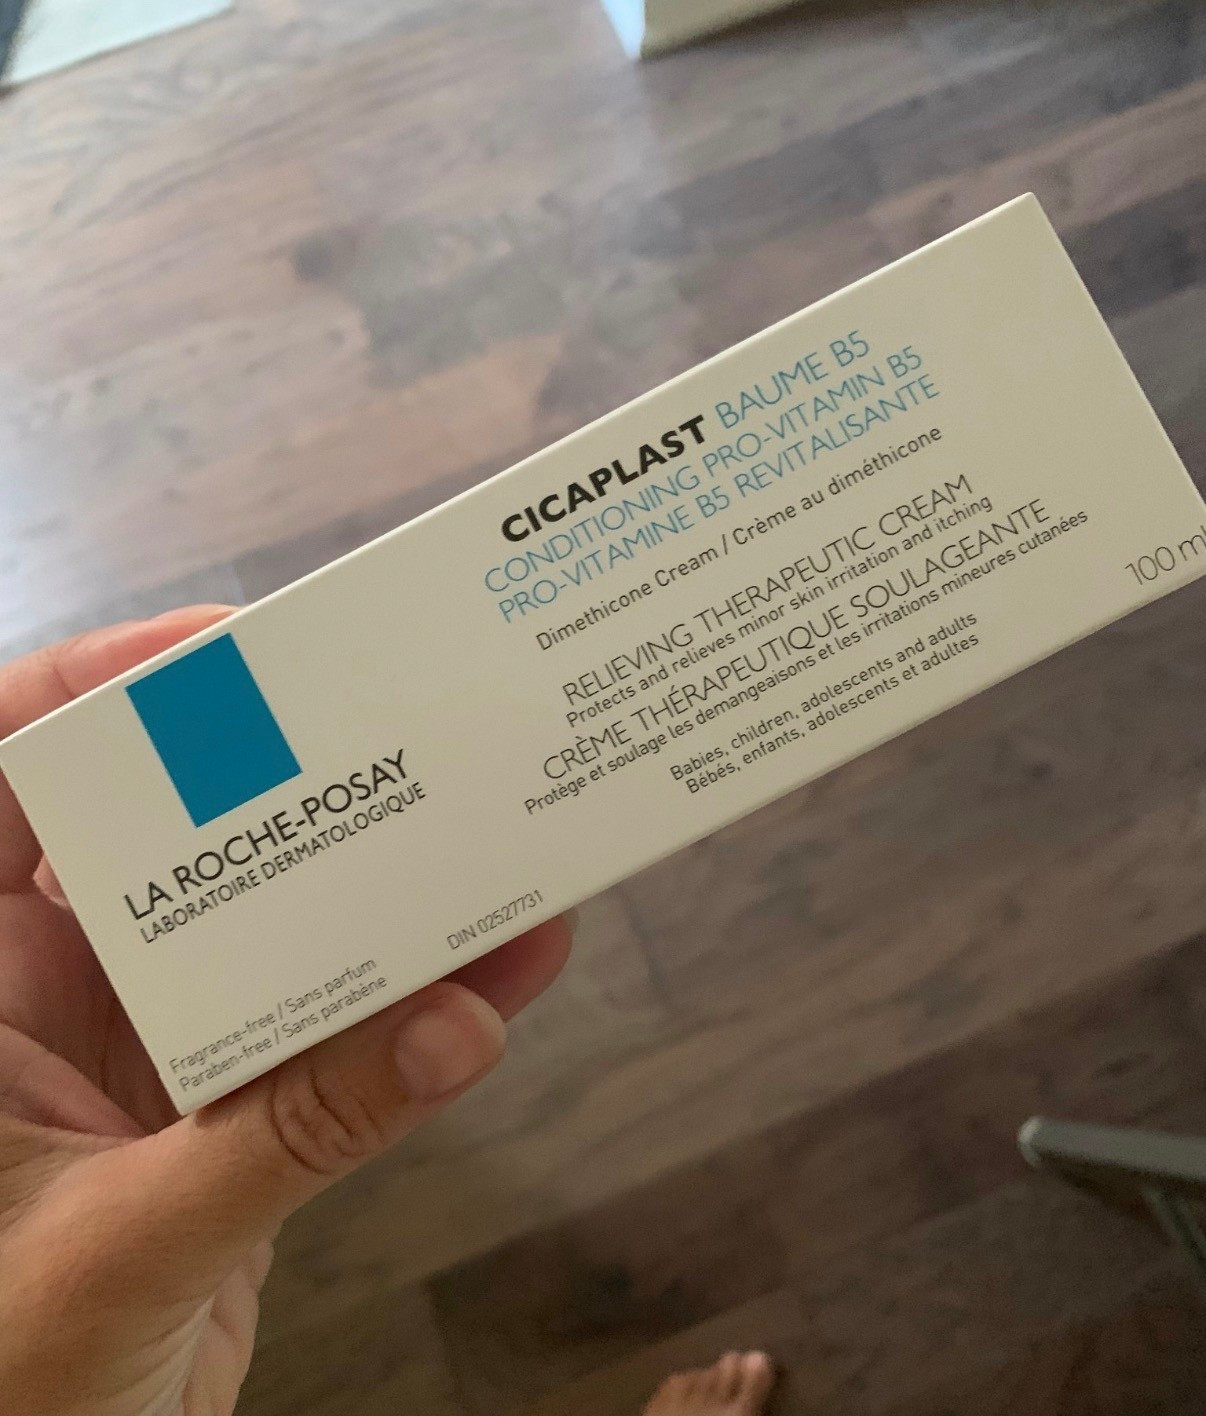 CICAPLAST BAUME B5
CONDITIONING PRO-VITAMIN B5
PRO-VITAMINE B5 REVITALISANTE
Dimethicone Cream / Crème au diméthicone
RELIEVING THERAPEUTIC CREAM
Protects and relieves minor skin irritation and itching
CRÈME THÉRAPEUTIQUE SOULAGEANTE
Protège et soulage les demangeaisons et les irritations mineures cutanées
Babies, children, adolescents and adults
Bébés, enfants, adolescents et adultes
100 ml
LA ROCHE-POSAY
LABORATOIRE DERMATOLOGIQUE
DIN 02527731
Fragrance-free / Sans parfum
Paraben-free / Sans parabène